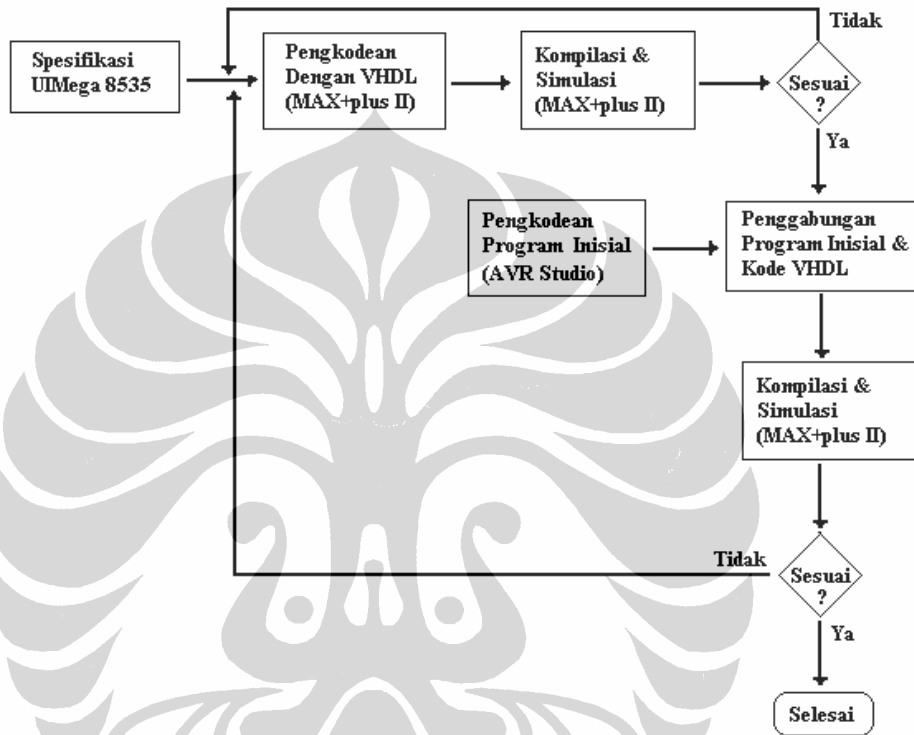 Tidak
Spesifikasi
UIMega 8535
Pengkodean
Dengan VHDL
(MAX+plus II)
Kompilasi &
Simulasi
(MAX+plus II)
Sesuai
?
Ya
Pengkodean
Program Inisial
(AVR Studio)
Penggabungan
Program Inisial &
Kode VHDL
Kompilasi &
Simulasi
(MAX+plus II)
Tidak
Sesuai
?
Ya
Selesai